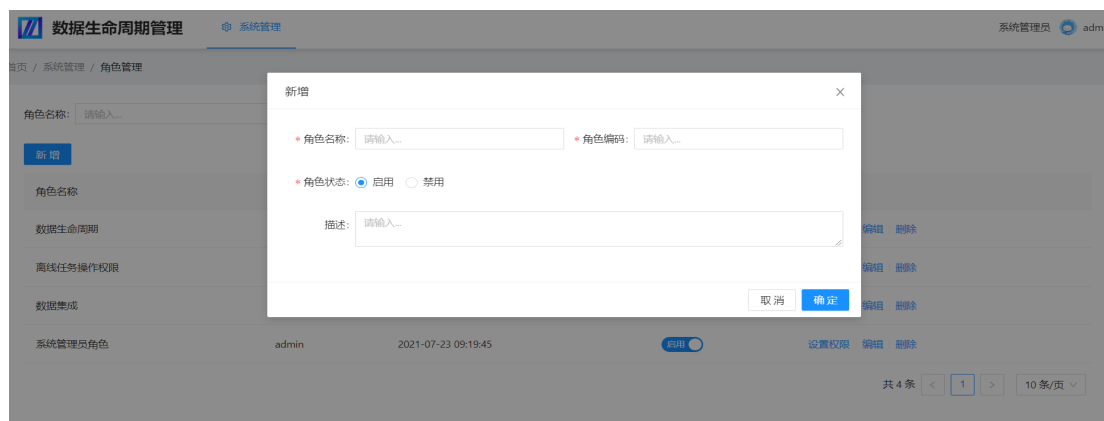 数据生命周期管理 系统管理 系统管理员 adm
首页 / 系统管理 / 角色管理
新增
角色名称: 请输入...
* 角色名称: 请输入... * 角色编码: 请输入...
新增
* 角色状态: 启用 禁用
角色名称
描述: 请输入...
数据生命周期 编辑 删除
离线任务操作权限 编辑 删除
取消 确定
数据集成 编辑 删除
系统管理员角色 admin 2021-07-23 09:19:45 启用 设置权限 编辑 删除
共 4 条 < 1 > 10 条/页